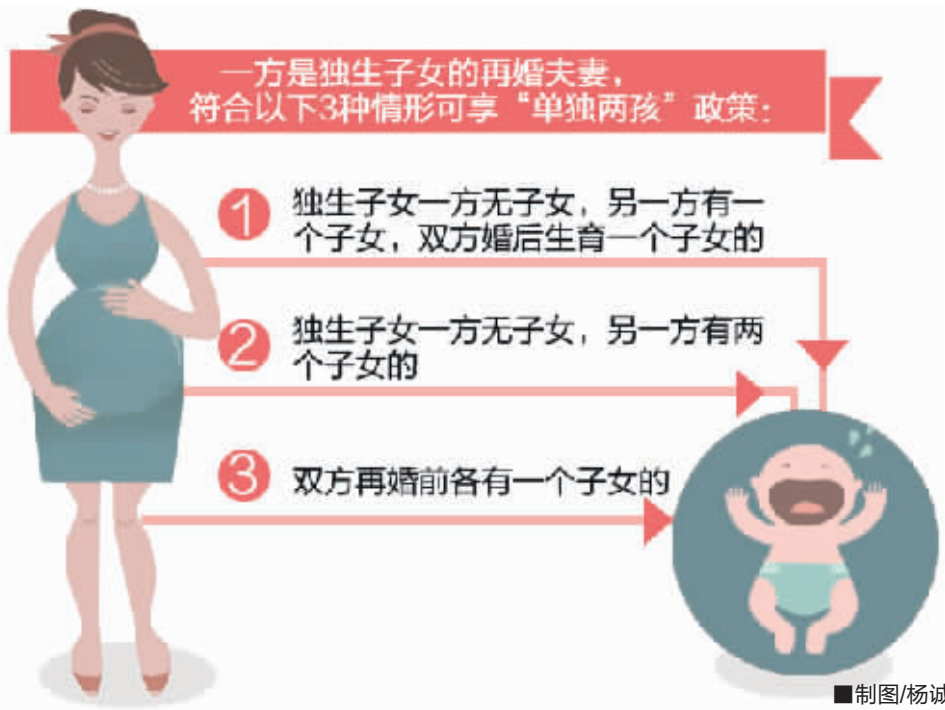 一方是独生子女的再婚夫妻，
符合以下3种情形可享“单独两孩”政策：
1 独生子女一方无子女，另一方有一
个子女，双方婚后生育一个子女的
2 独生子女一方无子女，另一方有两
个子女的
3 双方再婚前各有一个子女的
■制图/杨诚